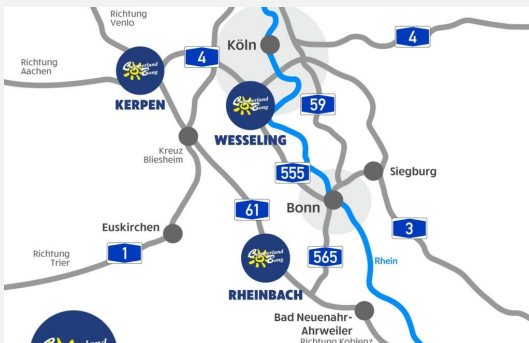 Richtung
Venlo
Köln
4
4
Richtung
Aachen
KERPEN
59
WESSELING
Kreuz
Bliesheim
555
Siegburg
61
Bonn
Euskirchen
3
1
565
Rhein
Richtung
Trier
RHEINBACH
Bad Neuenahr-
Ahrweiler
Richtung Koblenz